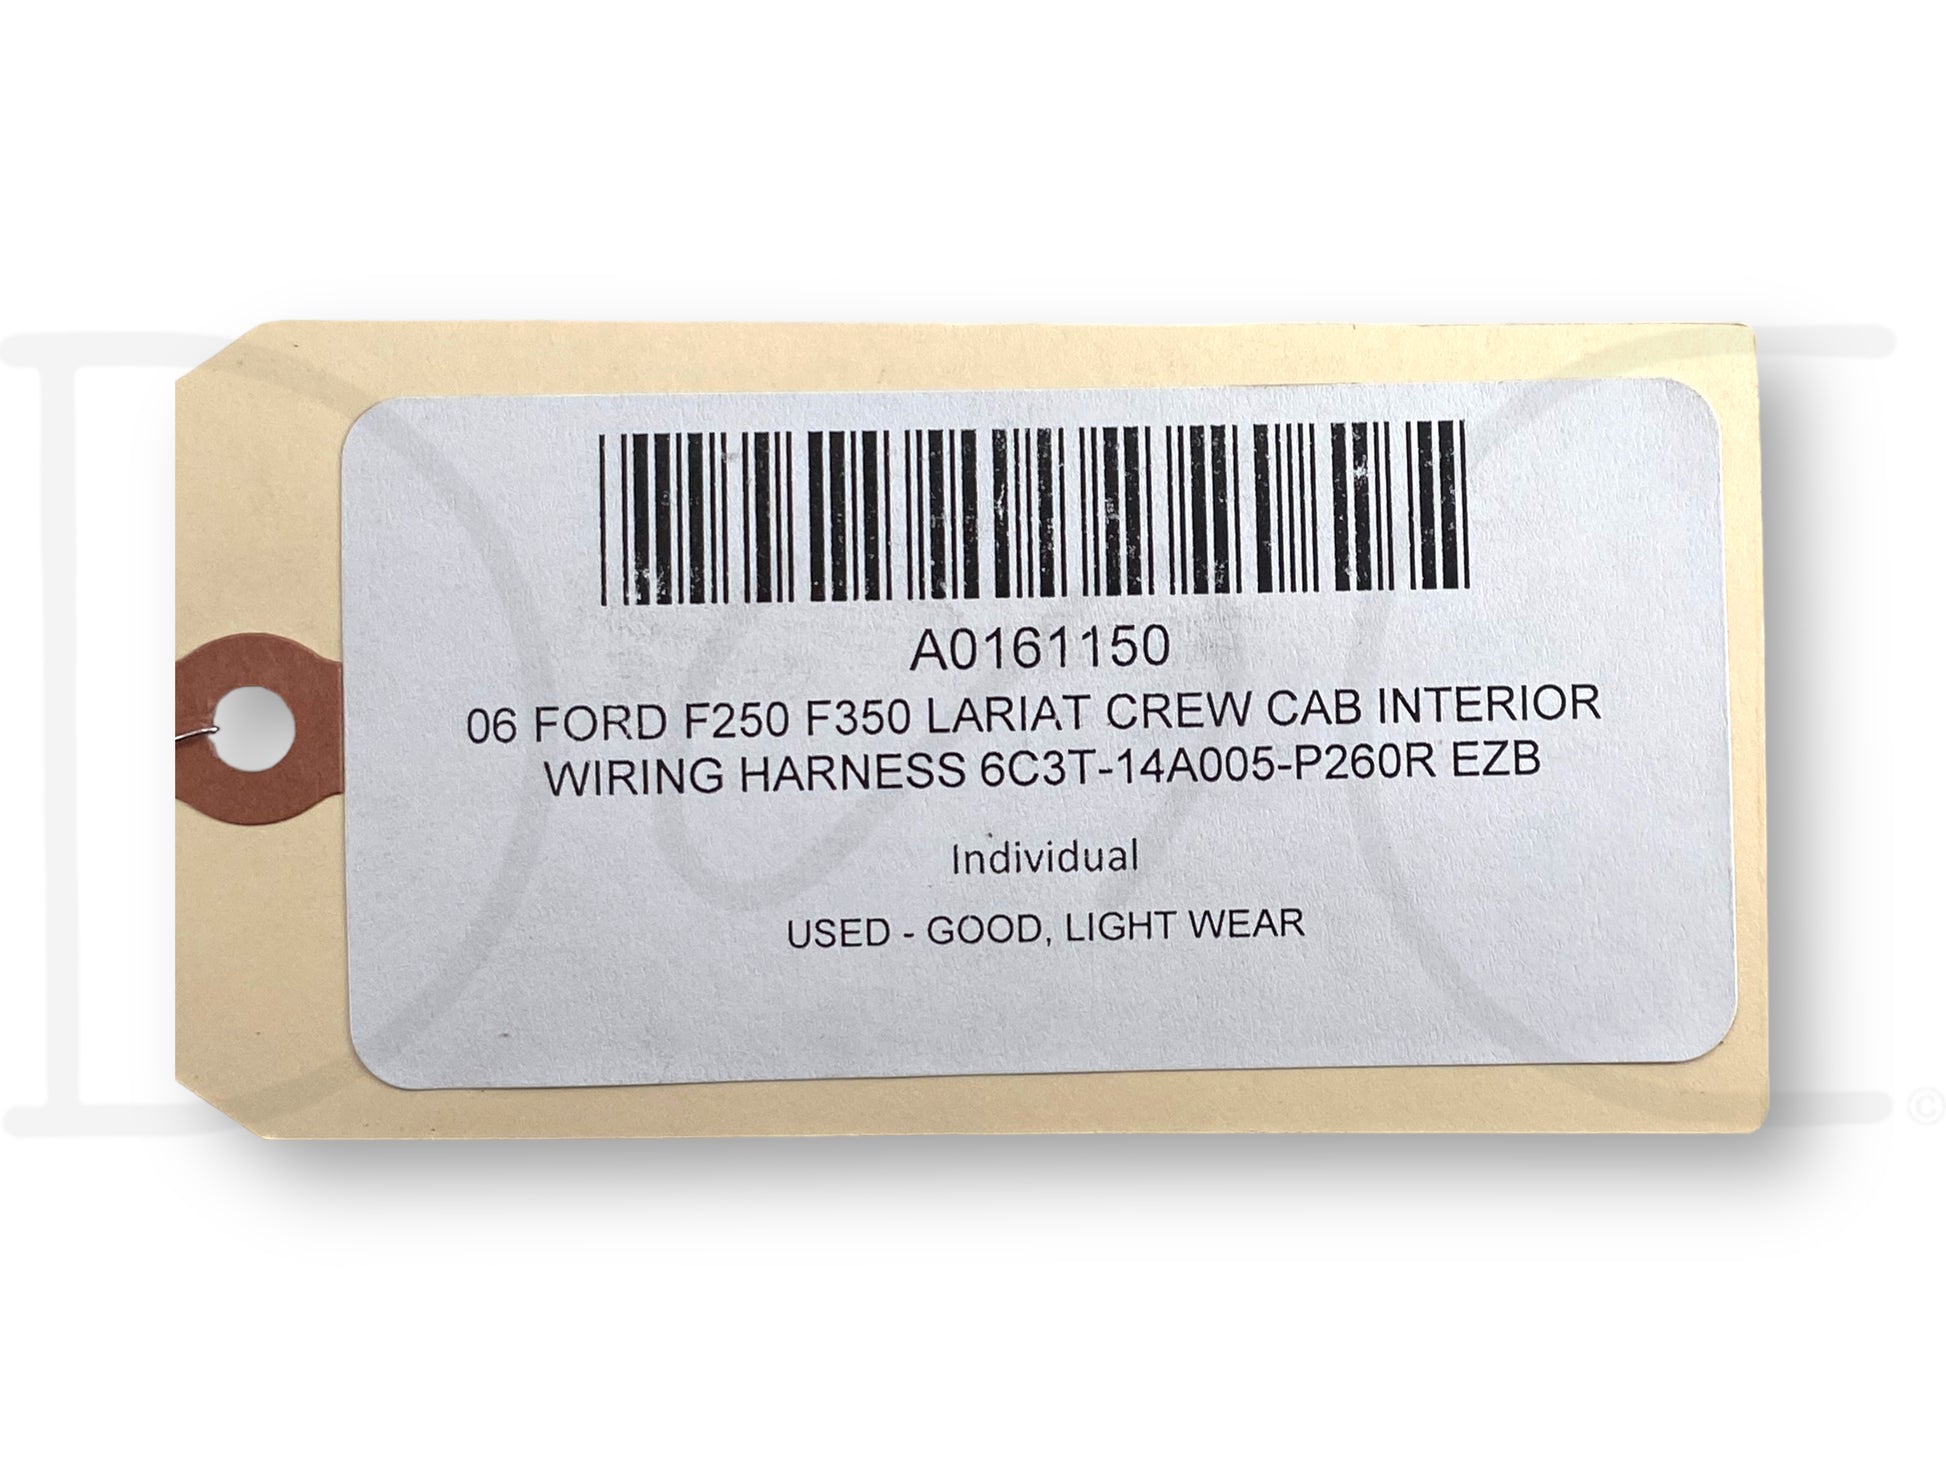 A0161150
06 FORD F250 F350 LARIAT CREW CAB INTERIOR
WIRING HARNESS 6C3T-14A005-P260R EZB
Individual
USED - GOOD, LIGHT WEAR
©